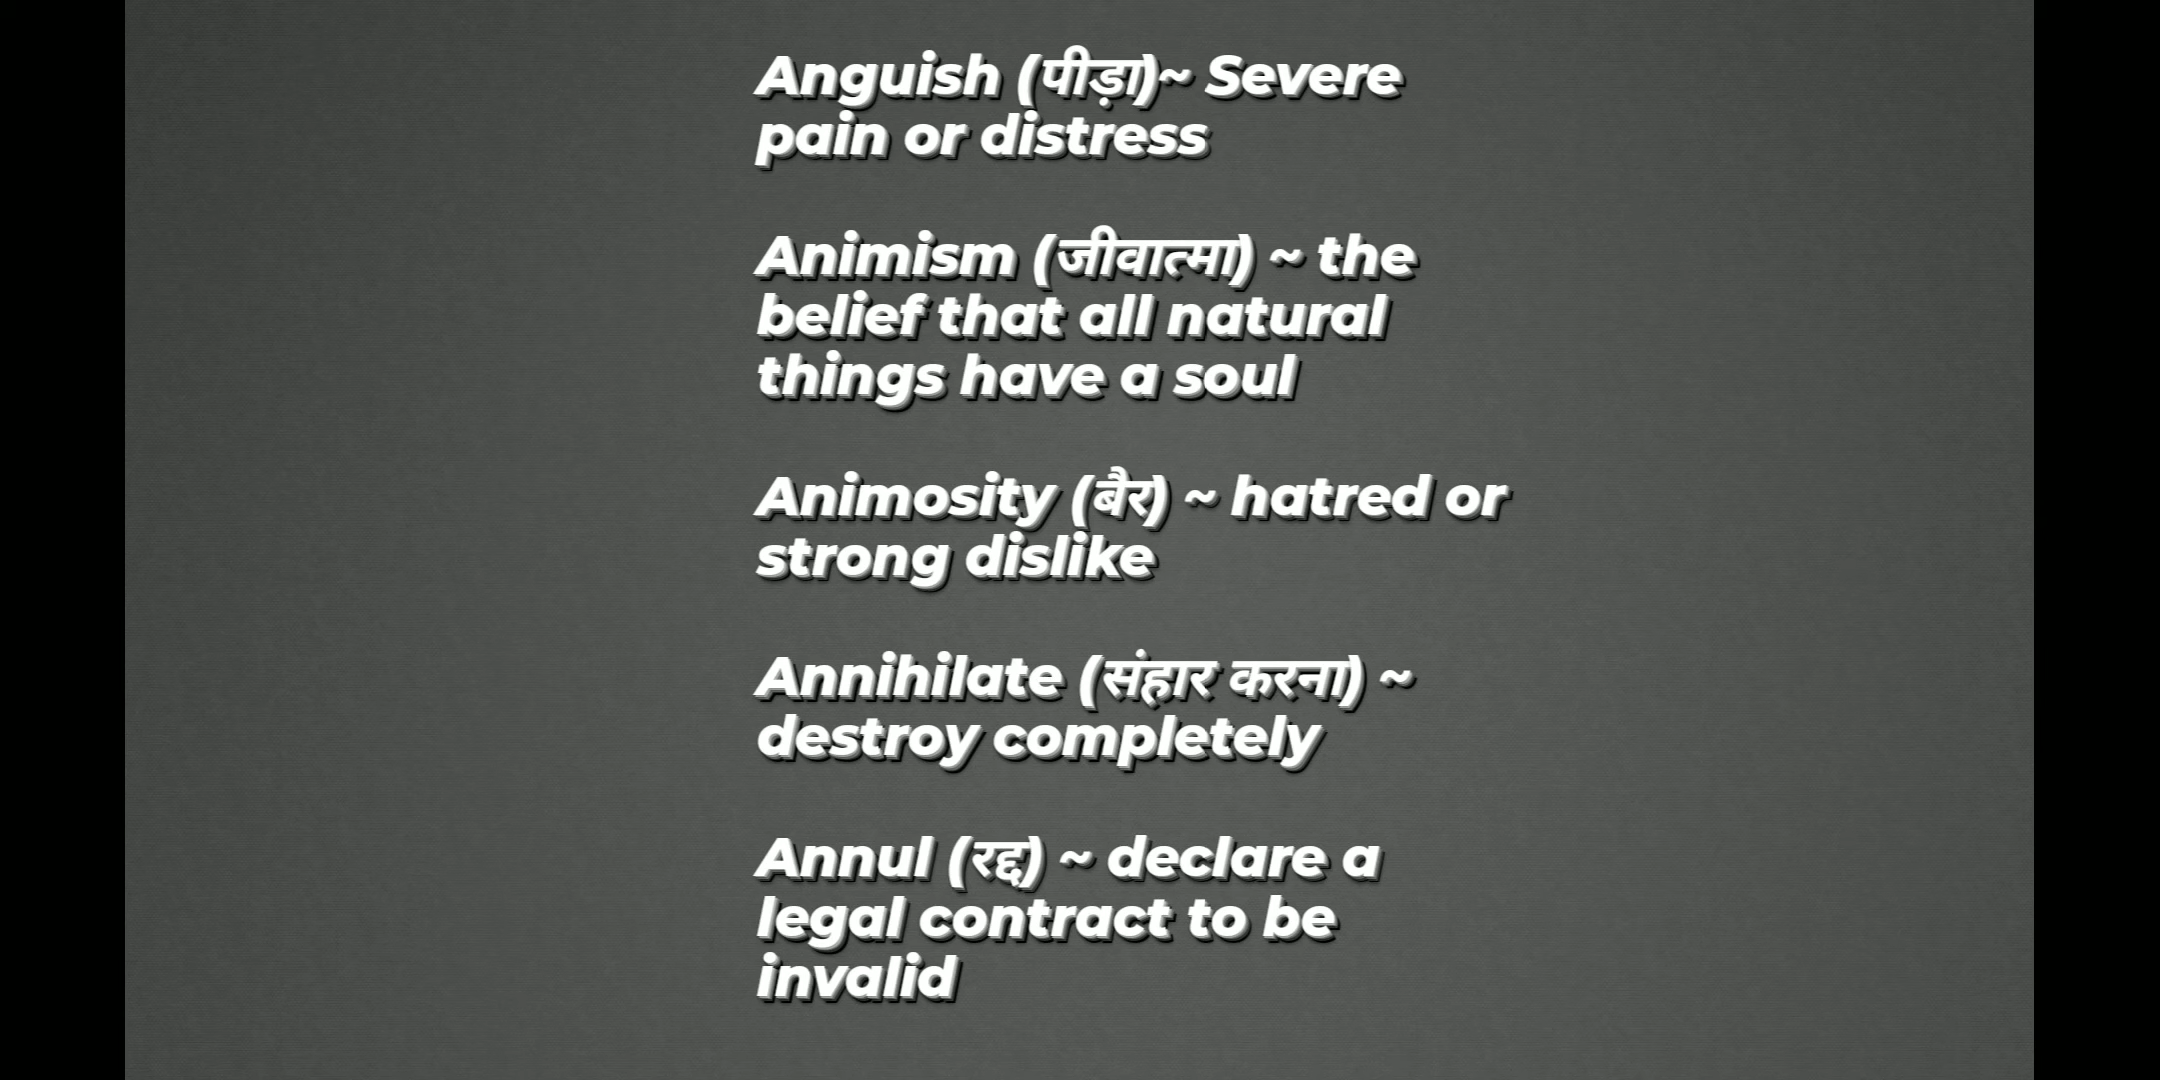 Anguish (पीड़ा)~ Severe
pain or distress
Animism (जीवात्मा) ~ the
belief that all natural
things have a soul
Animosity (बैर) ~ hatred or
strong dislike
Annihilate (संहार करना) ~
destroy completely
Annul (रद्द) ~ declare a
legal contract to be
invalid